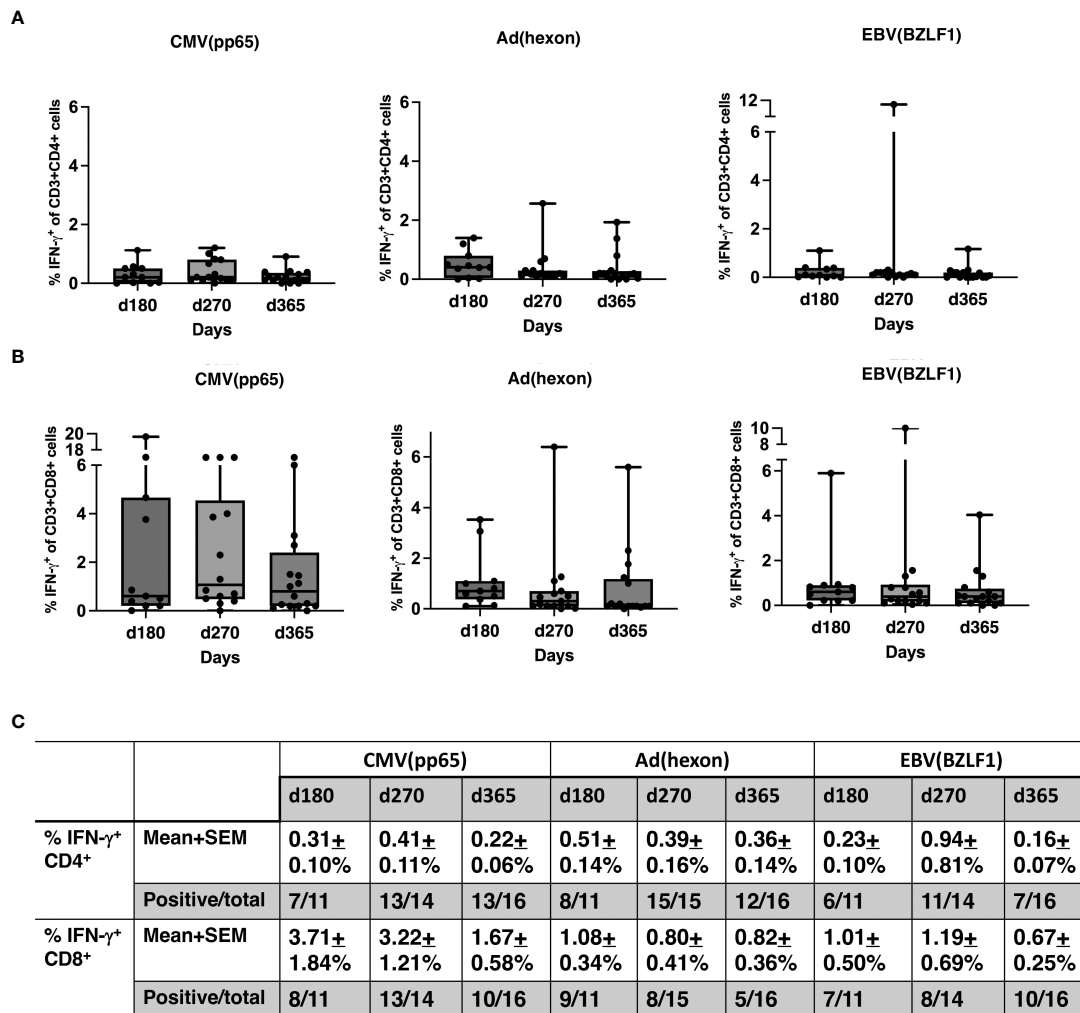 A
CMV(pp65)
Ad(hexon)
EBV(BZLF1)
% IFN-γ⁺ of CD3+CD4+ cells
6
4
2
0
d180 d270 d365
Days
% IFN-γ⁺ of CD3+CD4+ cells
6
4
2
0
d180 d270 d365
Days
% IFN-γ⁺ of CD3+CD4+ cells
12
6
4
2
0
d180 d270 d365
Days
B
CMV(pp65)
Ad(hexon)
EBV(BZLF1)
% IFN-γ⁺ of CD3+CD8+ cells
20
18
6
4
2
0
d180 d270 d365
Days
% IFN-γ⁺ of CD3+CD8+ cells
6
4
2
0
d180 d270 d365
Days
% IFN-γ⁺ of CD3+CD8+ cells
10
8
6
4
2
0
d180 d270 d365
Days
C
CMV(pp65) Ad(hexon) EBV(BZLF1)
d180 d270 d365 d180 d270 d365 d180 d270 d365
% IFN-γ⁺ Mean+SEM 0.31± 0.41± 0.22± 0.51± 0.39± 0.36± 0.23± 0.94± 0.16±
CD4⁺ 0.10% 0.11% 0.06% 0.14% 0.16% 0.14% 0.10% 0.81% 0.07%
Positive/total 7/11 13/14 13/16 8/11 15/15 12/16 6/11 11/14 7/16
% IFN-γ⁺ Mean+SEM 3.71± 3.22± 1.67± 1.08± 0.80± 0.82± 1.01± 1.19± 0.67±
CD8⁺ 1.84% 1.21% 0.58% 0.34% 0.41% 0.36% 0.50% 0.69% 0.25%
Positive/total 8/11 13/14 10/16 9/11 8/15 5/16 7/11 8/14 10/16